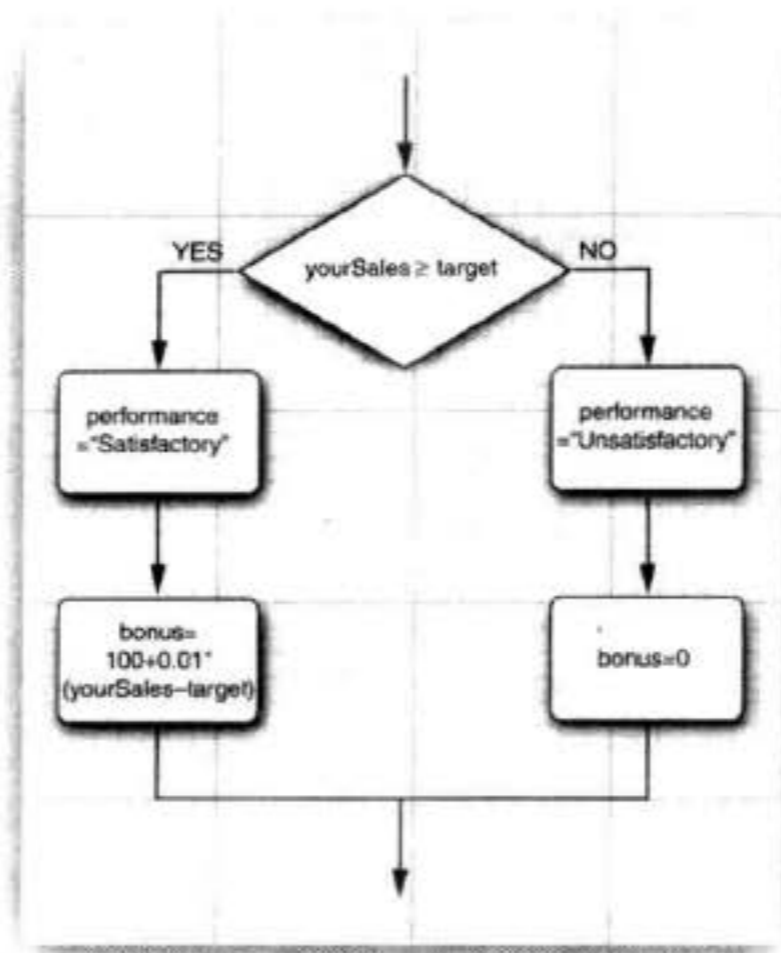 YES
yourSales ≥ target
NO
performance
="Satisfactory"
performance
="Unsatisfactory"
bonus=
100+0.01*
(yourSales–target)
bonus=0